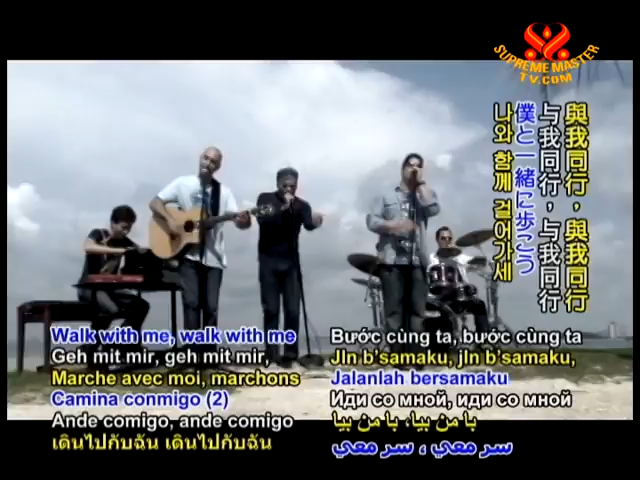 SUPREME MASTER
TV.COM
與我同行，與我同行
与我同行，与我同行
僕と一緒に歩こう
나와 함께 걸어가세
Walk with me, walk with me
Geh mit mir, geh mit mir,
Marche avec moi, marchons
Camina conmigo (2)
Ande comigo, ande comigo
เดินไปกับฉัน เดินไปกับฉัน
Bước cùng ta, bước cùng ta
Jln b'samaku, jln b'samaku,
Jalanlah bersamaku
Иди со мной, иди со мной
با من بیا، با من بیا
سر معي ، سر معي